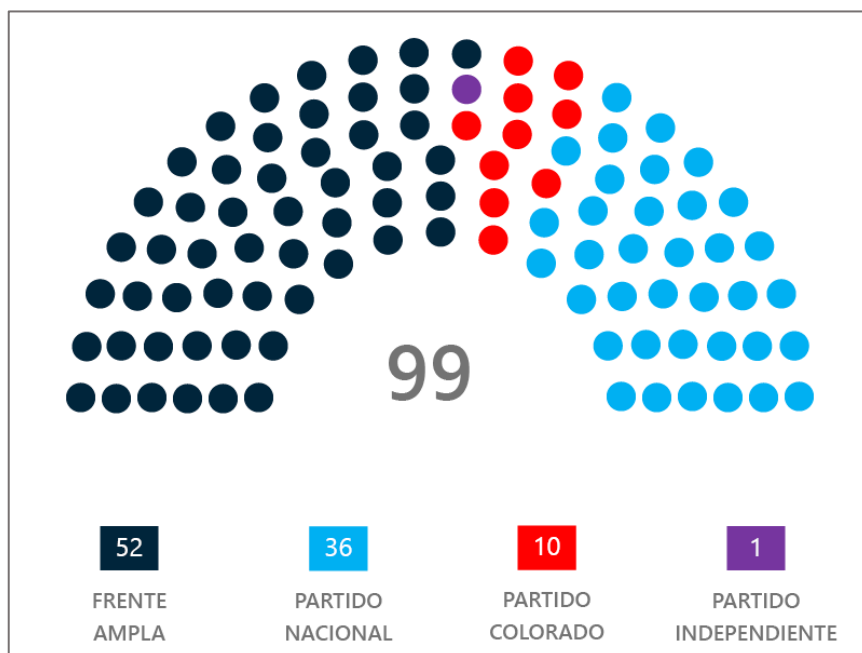 99
52
36
10
1
FRENTE
AMPLA
PARTIDO
NACIONAL
PARTIDO
COLORADO
PARTIDO
INDEPENDIENTE